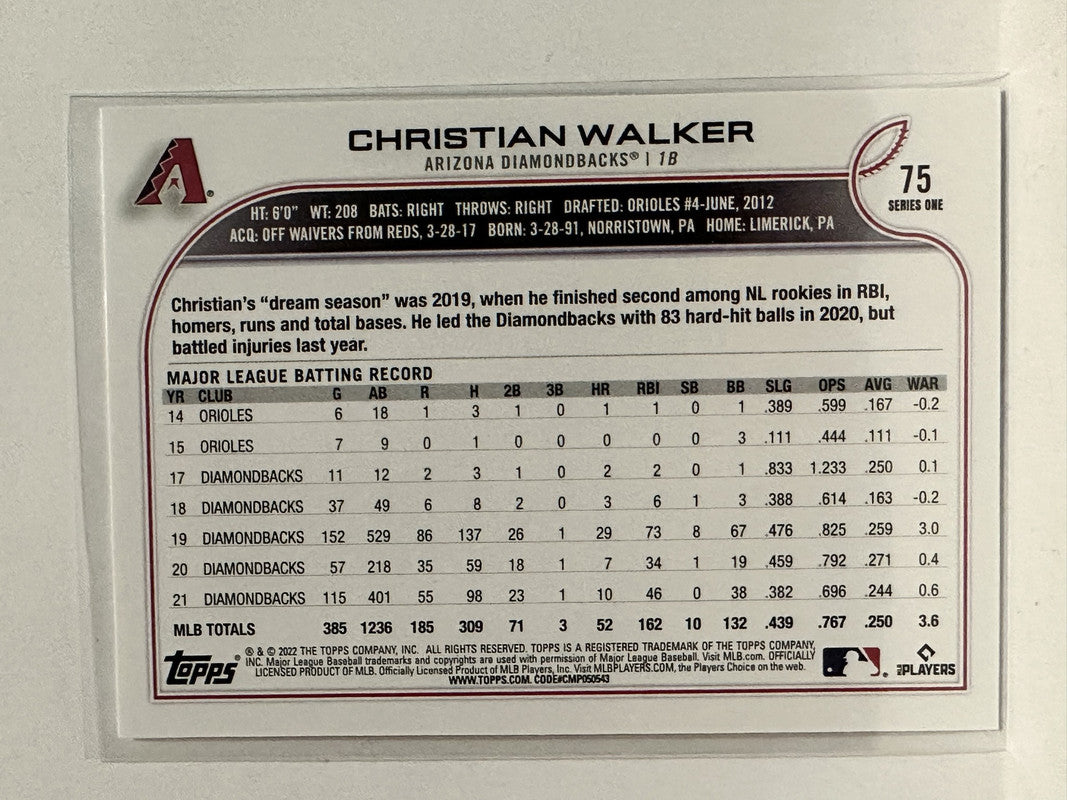 CHRISTIAN WALKER
ARIZONA DIAMONDBACKS® | 1B
75
SERIES ONE
HT: 6'0" WT: 208 BATS: RIGHT THROWS: RIGHT DRAFTED: ORIOLES #4-JUNE, 2012
ACQ: OFF WAIVERS FROM REDS, 3-28-17 BORN: 3-28-91, NORRISTOWN, PA HOME: LIMERICK, PA
Christian's “dream season” was 2019, when he finished second among NL rookies in RBI,
homers, runs and total bases. He led the Diamondbacks with 83 hard-hit balls in 2020, but
battled injuries last year.
MAJOR LEAGUE BATTING RECORD
YR CLUB G AB R H 2B 3B HR RBI SB BB SLG OPS AVG WAR
14 ORIOLES 6 18 1 3 1 0 1 1 0 1 .389 .599 .167 -0.2
15 ORIOLES 7 9 0 1 0 0 0 0 0 3 .111 .444 .111 -0.1
17 DIAMONDBACKS 11 12 2 3 1 0 2 2 0 1 .833 1.233 .250 0.1
18 DIAMONDBACKS 37 49 6 8 2 0 3 6 1 3 .388 .614 .163 -0.2
19 DIAMONDBACKS 152 529 86 137 26 1 29 73 8 67 .476 .825 .259 3.0
20 DIAMONDBACKS 57 218 35 59 18 1 7 34 1 19 .459 .792 .271 0.4
21 DIAMONDBACKS 115 401 55 98 23 1 10 46 0 38 .382 .696 .244 0.6
MLB TOTALS 385 1236 185 309 71 3 52 162 10 132 .439 .767 .250 3.6
topps®
® & © 2022 THE TOPPS COMPANY, INC. ALL RIGHTS RESERVED. TOPPS IS A REGISTERED TRADEMARK OF THE TOPPS COMPANY,
INC. Major League Baseball trademarks and copyrights are used with permission of Major League Baseball. Visit MLB.com. OFFICIALLY
LICENSED PRODUCT OF MLB. Officially Licensed Product of MLB Players, Inc. Visit MLBPLAYERS.COM, the Players Choice on the web.
WWW.TOPPS.COM. CODE#CMP050543
MLB PLAYERS